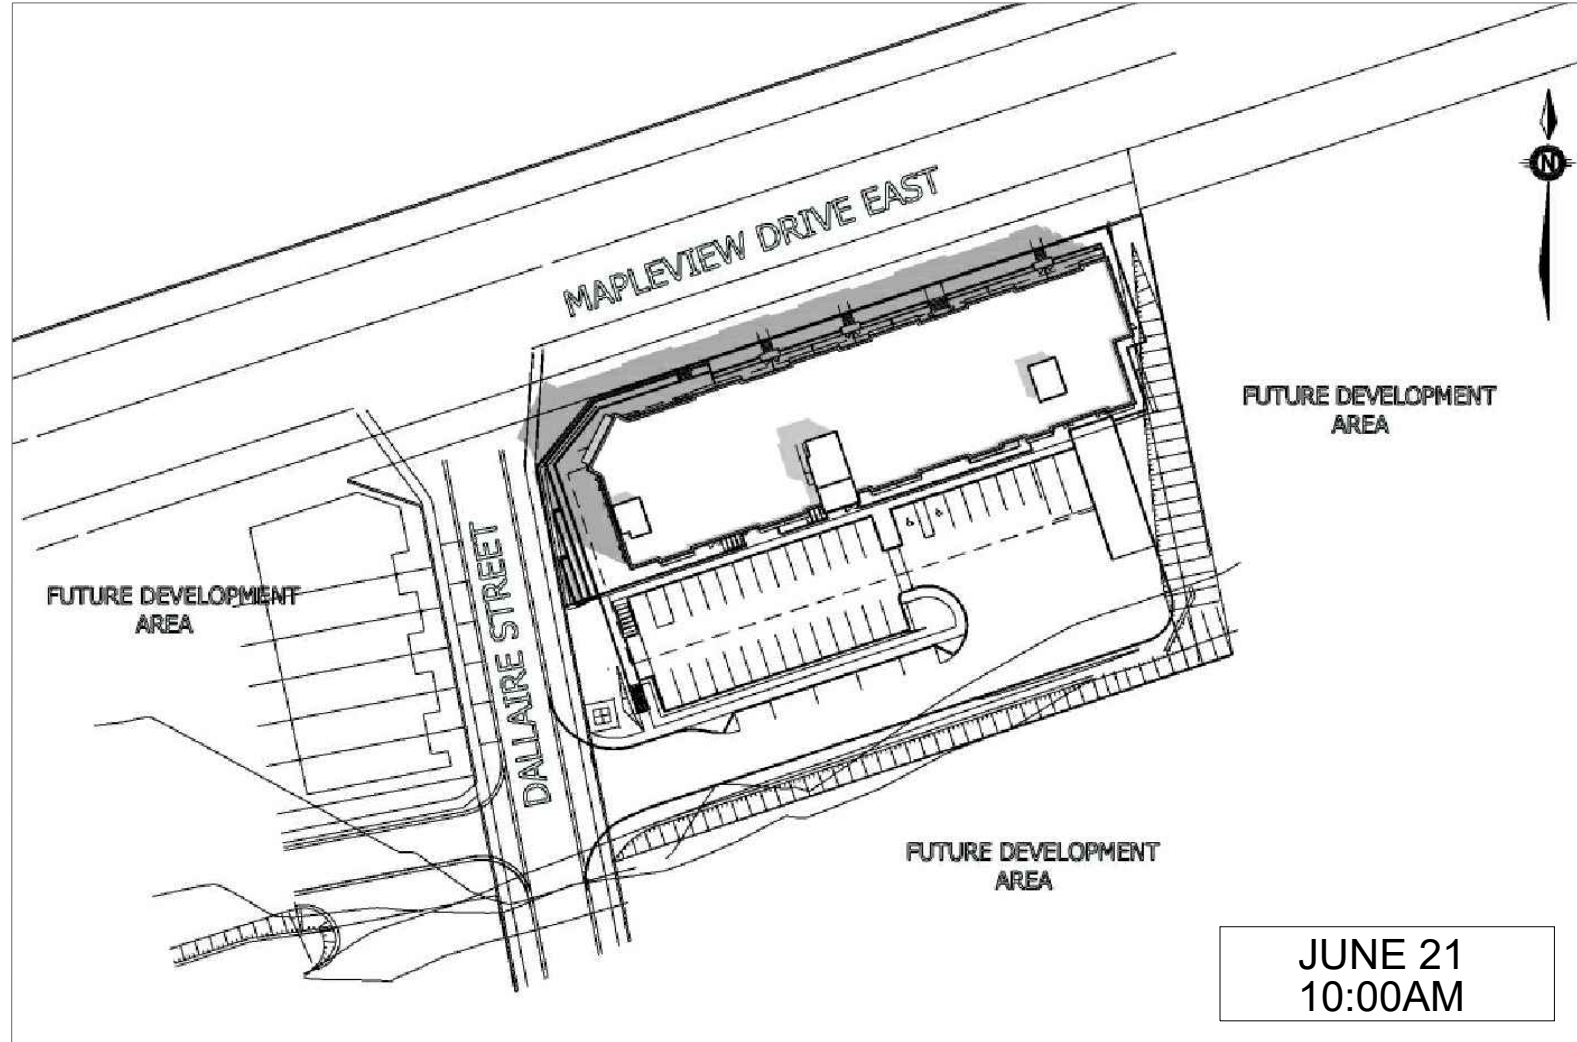 MAPLEVIEW DRIVE EAST
N
FUTURE DEVELOPMENT
AREA
FUTURE DEVELOPMENT
AREA
DALLAIRE STREET
FUTURE DEVELOPMENT
AREA
JUNE 21
10:00AM